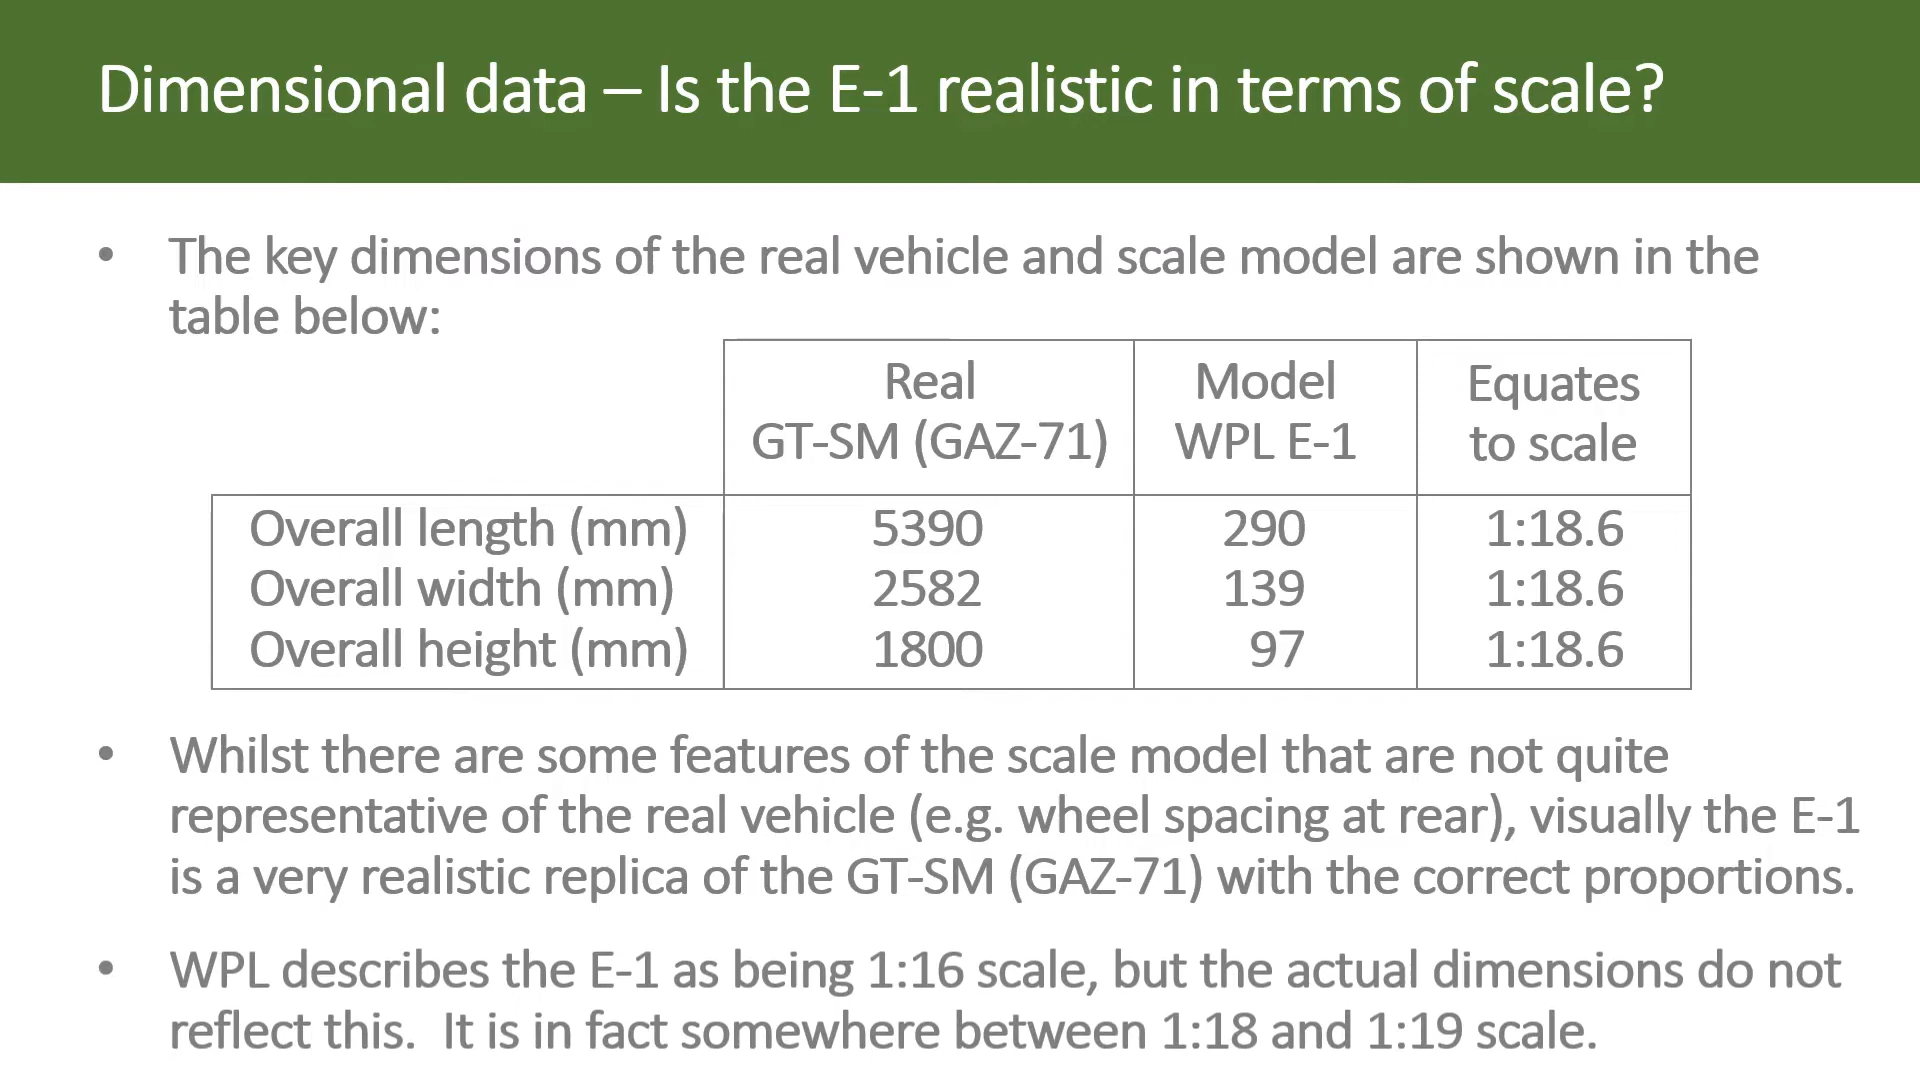 Dimensional data – Is the E-1 realistic in terms of scale?
• The key dimensions of the real vehicle and scale model are shown in the
table below:
Real Model Equates
GT-SM (GAZ-71) WPL E-1 to scale
Overall length (mm) 5390 290 1:18.6
Overall width (mm) 2582 139 1:18.6
Overall height (mm) 1800 97 1:18.6
• Whilst there are some features of the scale model that are not quite
representative of the real vehicle (e.g. wheel spacing at rear), visually the E-1
is a very realistic replica of the GT-SM (GAZ-71) with the correct proportions.
• WPL describes the E-1 as being 1:16 scale, but the actual dimensions do not
reflect this.  It is in fact somewhere between 1:18 and 1:19 scale.